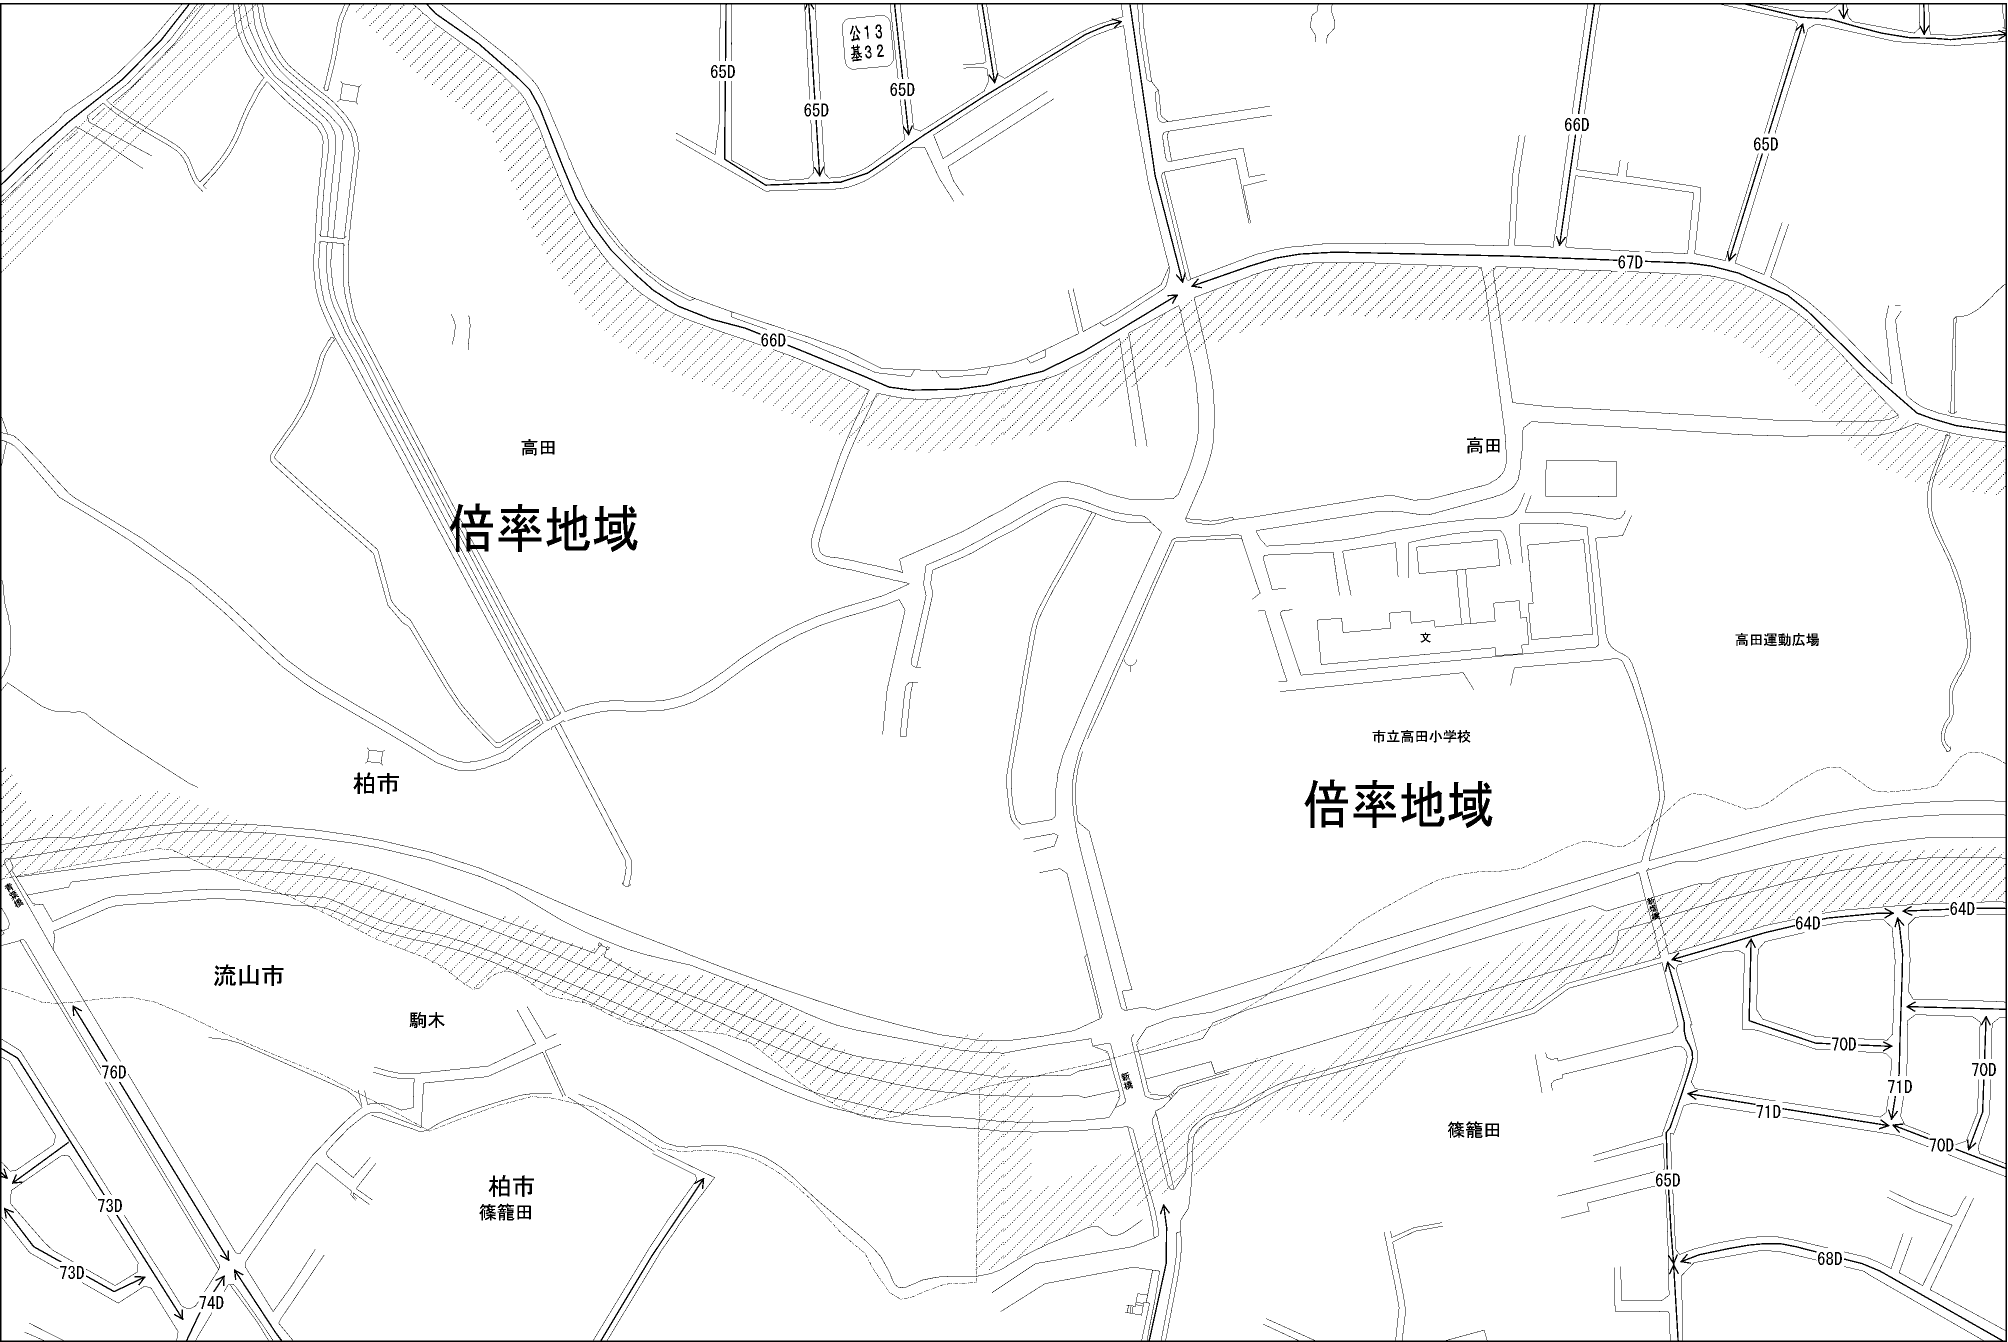 公13
基32
65D
65D
65D
66D
65D
67D
66D
高田
高田
倍率地域
文
高田運動広場
市立高田小学校
柏市
倍率地域
64D
64D
流山市
駒木
70D
76D
新橋
70D
71D
71D
篠籠田
70D
65D
柏市
73D
篠籠田
68D
73D
74D